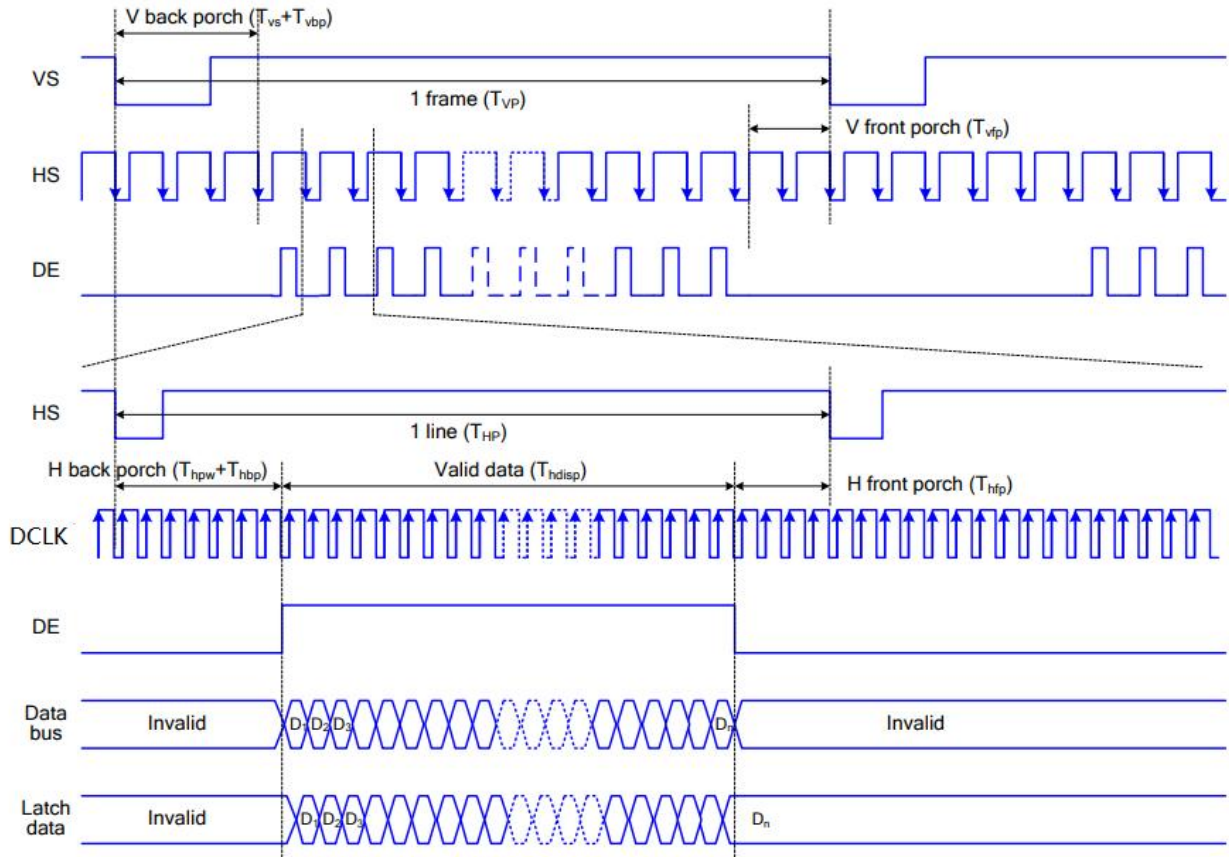 V back porch (Tvs+Tvbp)
VS
1 frame (TVP)
V front porch (Tvfp)
HS
DE
HS
1 line (THP)
H back porch (Thpw+Thbp)
Valid data (Thdisp)
H front porch (Thfp)
DCLK
DE
Data bus
Invalid
D1 D2 D3
Dn
Invalid
Latch data
Invalid
D1 D2 D3
Dn